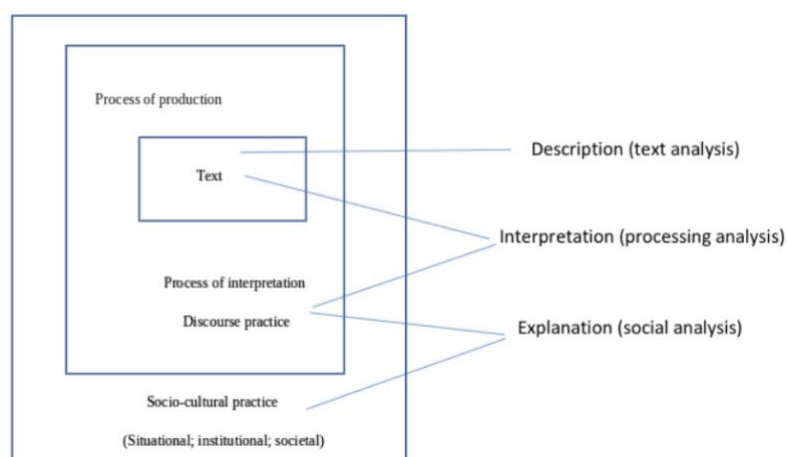 Process of production
Description (text analysis)
Text
Interpretation (processing analysis)
Process of interpretation
Discourse practice
Explanation (social analysis)
Socio-cultural practice
(Situational; institutional; societal)